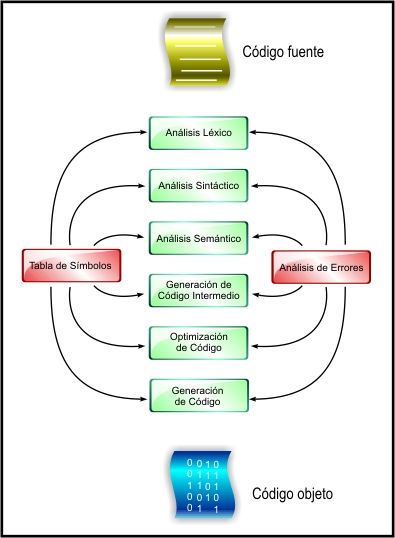 Código fuente
Análisis Léxico
Análisis Sintáctico
Análisis Semántico
Tabla de Símbolos
Análisis de Errores
Generación de
Código Intermedio
Optimización
de Código
Generación
de Código
0 0 1 0
0 1 1 1
1 1 0 1
0 0 1 0
0 1 1
Código objeto